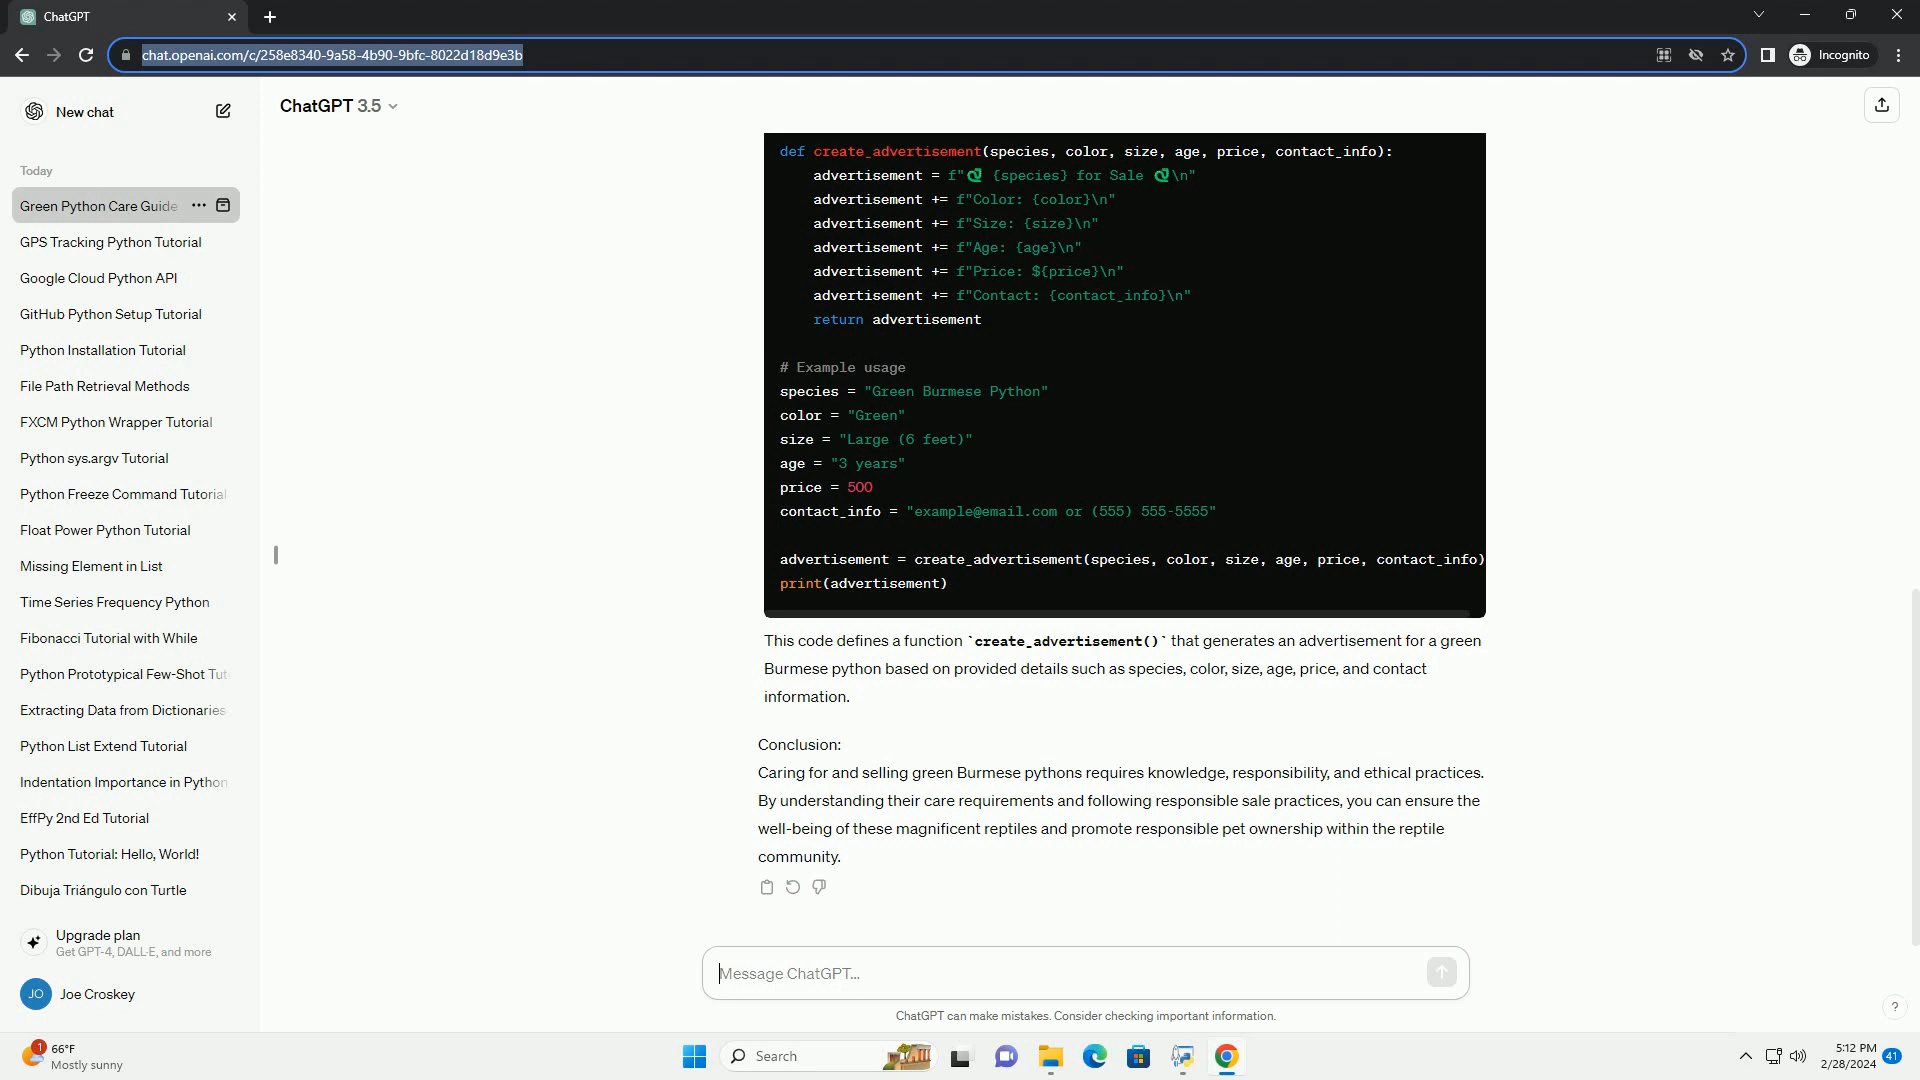 ChatGPT
chat.openai.com/c/258e8340-9a58-4b90-9bfc-8022d18d9e3b
Incognito
New chat
Today
Green Python Care Guide
GPS Tracking Python Tutorial
Google Cloud Python API
GitHub Python Setup Tutorial
Python Installation Tutorial
File Path Retrieval Methods
FXCM Python Wrapper Tutorial
Python sys.argv Tutorial
Python Freeze Command Tutorial
Float Power Python Tutorial
Missing Element in List
Time Series Frequency Python
Fibonacci Tutorial with While
Python Prototypical Few-Shot Tut
Extracting Data from Dictionaries
Python List Extend Tutorial
Indentation Importance in Python
EffPy 2nd Ed Tutorial
Python Tutorial: Hello, World!
Dibuja Triángulo con Turtle
Upgrade plan
Get GPT-4, DALL·E, and more
JO Joe Croskey
ChatGPT 3.5
def create_advertisement(species, color, size, age, price, contact_info):
    advertisement = f"🐍 {species} for Sale 🐍\n"
    advertisement += f"Color: {color}\n"
    advertisement += f"Size: {size}\n"
    advertisement += f"Age: {age}\n"
    advertisement += f"Price: ${price}\n"
    advertisement += f"Contact: {contact_info}\n"
    return advertisement
# Example usage
species = "Green Burmese Python"
color = "Green"
size = "Large (6 feet)"
age = "3 years"
price = 500
contact_info = "example@email.com or (555) 555-5555"
advertisement = create_advertisement(species, color, size, age, price, contact_info)
print(advertisement)
This code defines a function `create_advertisement()` that generates an advertisement for a green
Burmese python based on provided details such as species, color, size, age, price, and contact
information.
Conclusion:
Caring for and selling green Burmese pythons requires knowledge, responsibility, and ethical practices.
By understanding their care requirements and following responsible sale practices, you can ensure the
well-being of these magnificent reptiles and promote responsible pet ownership within the reptile
community.
Message ChatGPT...
ChatGPT can make mistakes. Consider checking important information.
?
1
66°F
Mostly sunny
Search
5:12 PM
2/28/2024
41